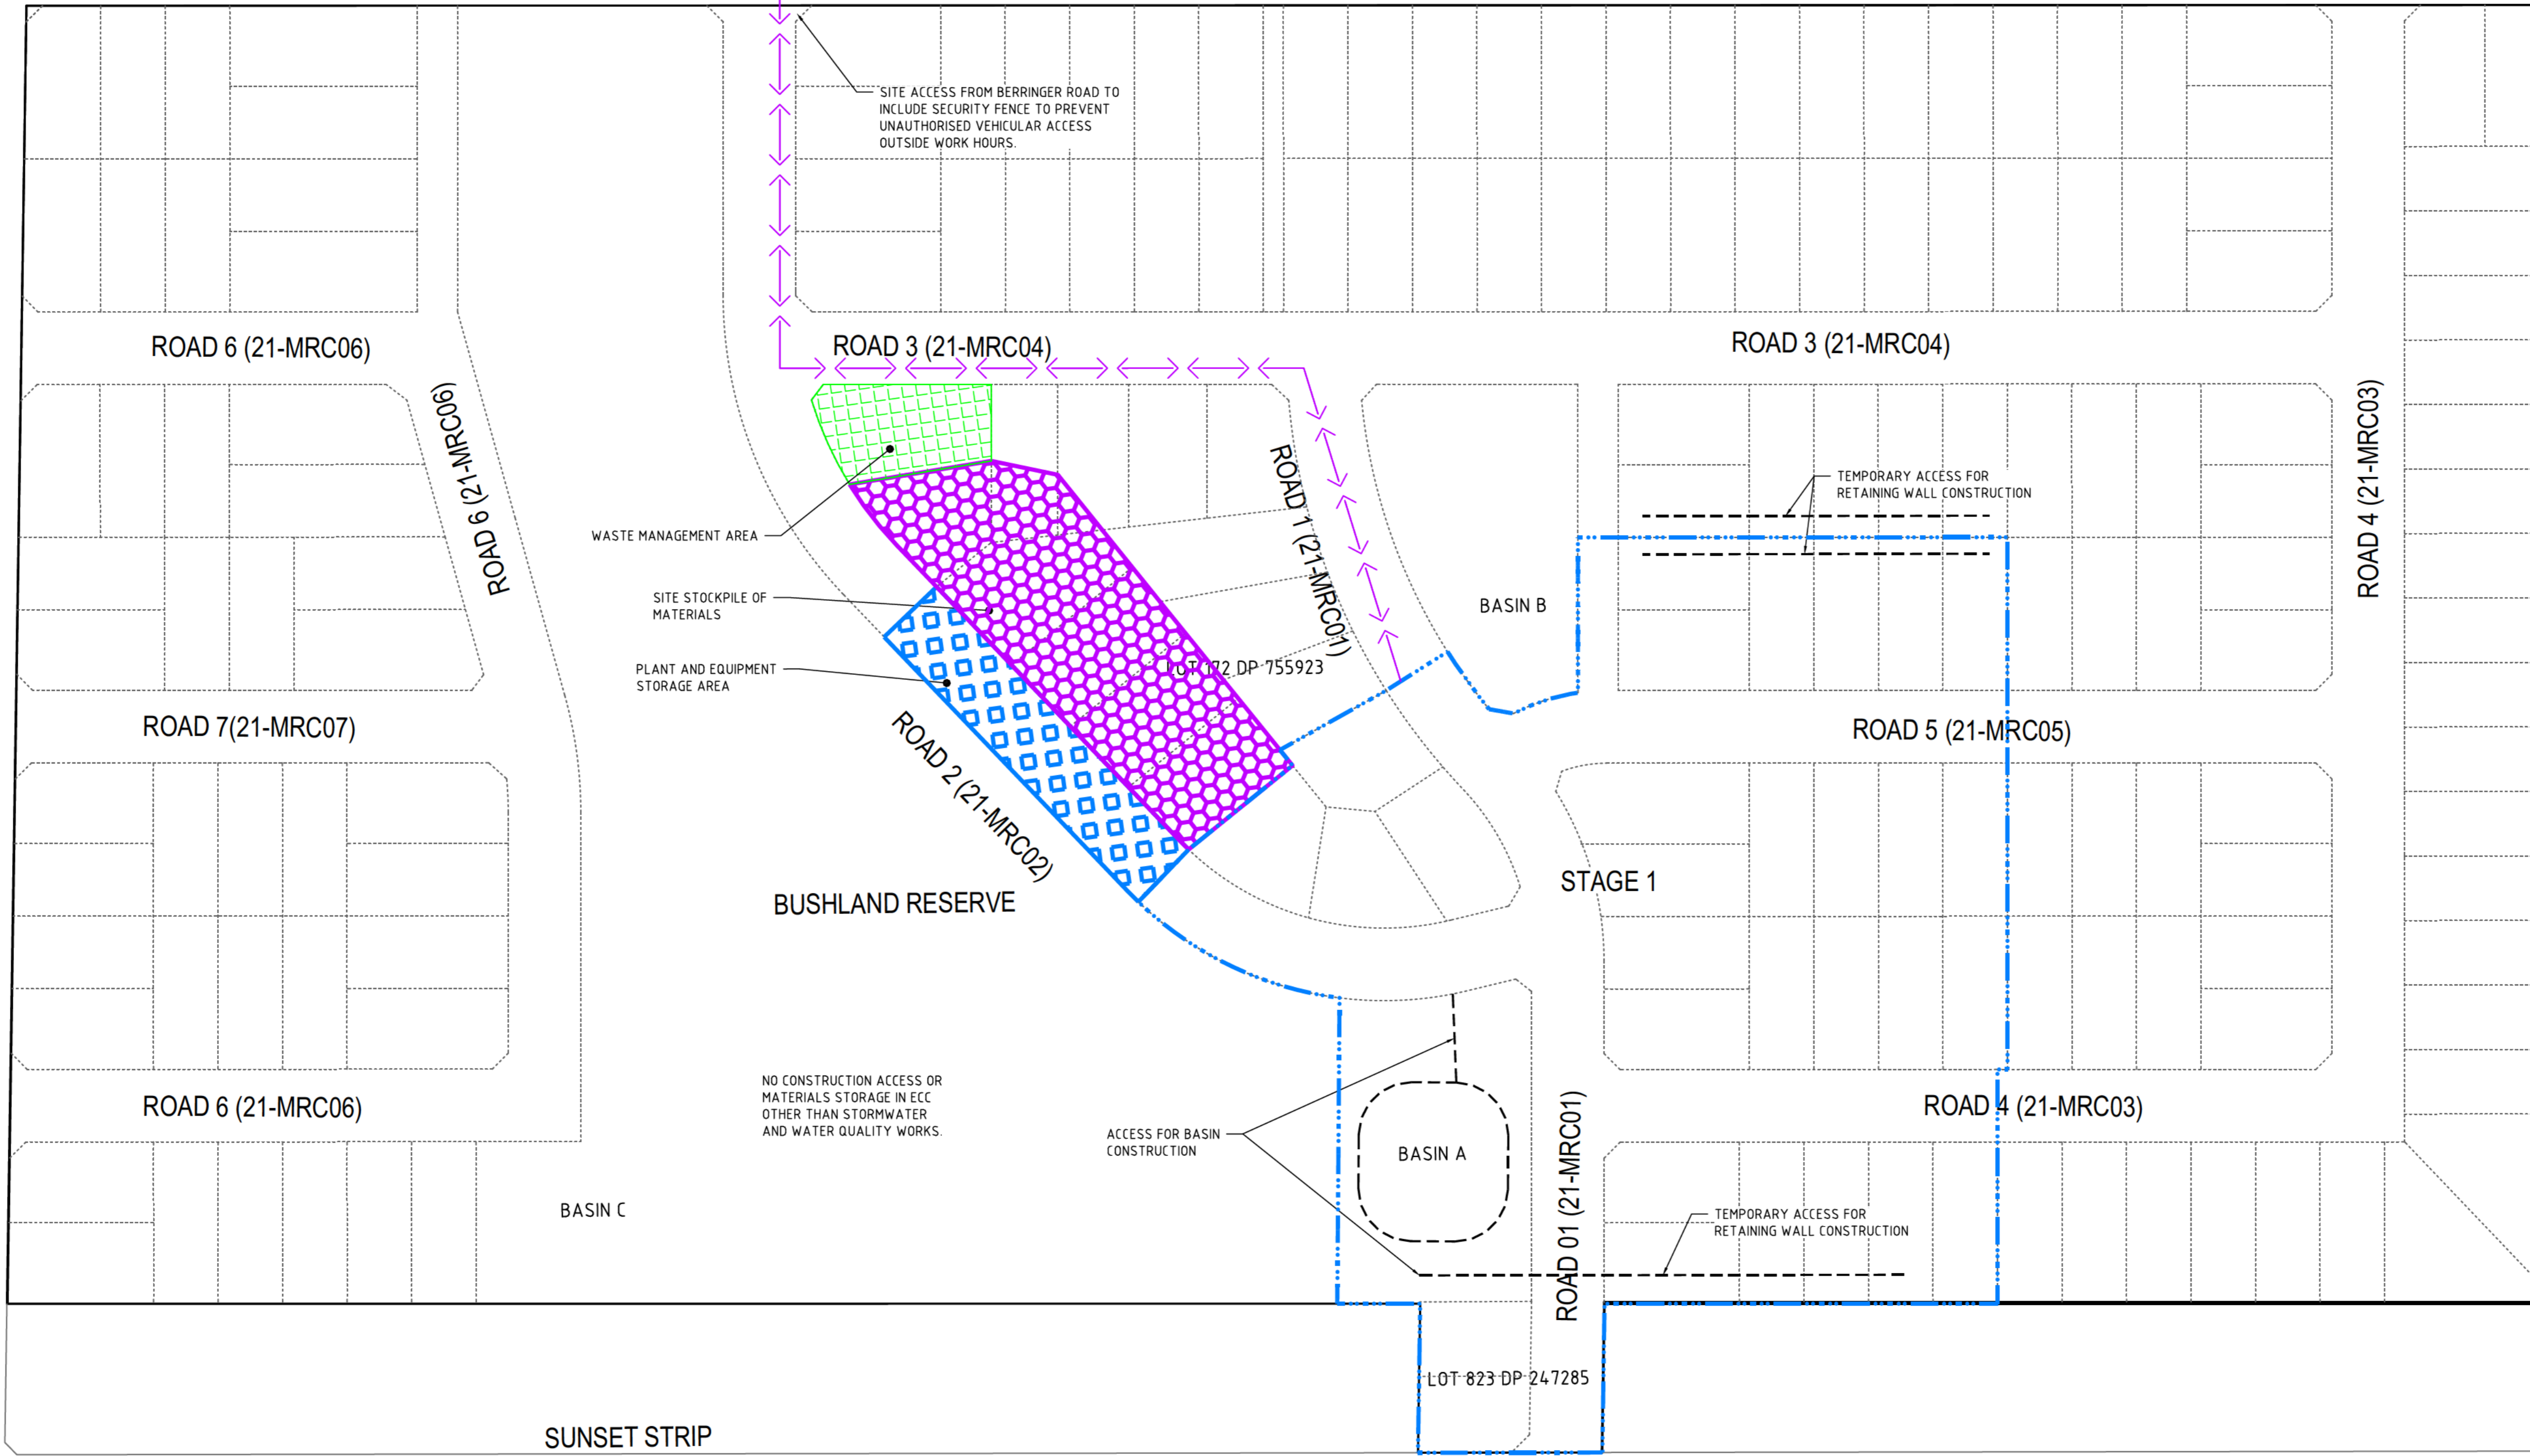 SITE ACCESS FROM BERRINGER ROAD TO
INCLUDE SECURITY FENCE TO PREVENT
UNAUTHORISED VEHICULAR ACCESS
OUTSIDE WORK HOURS.
ROAD 6 (21-MRC06)
ROAD 3 (21-MRC04)
ROAD 3 (21-MRC04)
ROAD 6 (21-MRC06)
ROAD 1 (21-MRC01)
ROAD 4 (21-MRC03)
TEMPORARY ACCESS FOR
RETAINING WALL CONSTRUCTION
WASTE MANAGEMENT AREA
SITE STOCKPILE OF
MATERIALS
BASIN B
PLANT AND EQUIPMENT
STORAGE AREA
LOT 172 DP 755923
ROAD 7(21-MRC07)
ROAD 2 (21-MRC02)
ROAD 5 (21-MRC05)
BUSHLAND RESERVE
STAGE 1
NO CONSTRUCTION ACCESS OR
MATERIALS STORAGE IN ECC
OTHER THAN STORMWATER
AND WATER QUALITY WORKS.
ROAD 6 (21-MRC06)
ACCESS FOR BASIN
CONSTRUCTION
BASIN A
ROAD 01 (21-MRC01)
ROAD 4 (21-MRC03)
BASIN C
TEMPORARY ACCESS FOR
RETAINING WALL CONSTRUCTION
LOT 823 DP 247285
SUNSET STRIP